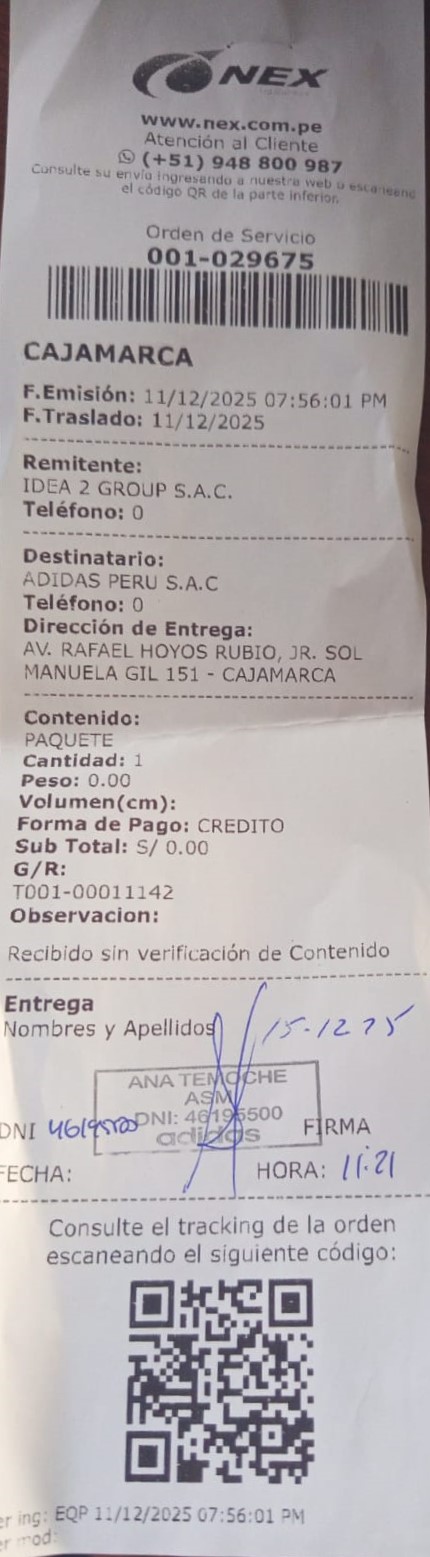 NEX
www.nex.com.pe
Atención al Cliente
(+51) 948 800 987
Consulte su envío ingresando a nuestra web o escaneene
el código QR de la parte inferior.
Orden de Servicio
001-029675
CAJAMARCA
F.Emisión: 11/12/2025 07:56:01 PM
F.Traslado: 11/12/2025
Remitente:
IDEA 2 GROUP S.A.C.
Teléfono: 0
Destinatario:
ADIDAS PERU S.A.C
Teléfono: 0
Dirección de Entrega:
AV. RAFAEL HOYOS RUBIO, JR. SOL
MANUELA GIL 151 - CAJAMARCA
Contenido:
PAQUETE
Cantidad: 1
Peso: 0.00
Volumen(cm):
Forma de Pago: CREDITO
Sub Total: S/ 0.00
G/R:
T001-00011142
Observacion:
Recibido sin verificación de Contenido
Entrega
Nombres y Apellidos 15-12 25
ANA TEMOCHE
ASM
DNI 46195500 DNI: 46195500 FIRMA
adidas
FECHA: HORA: 11:21
Consulte el tracking de la orden
escaneando el siguiente código:
er ing: EQP 11/12/2025 07:56:01 PM
er mod: